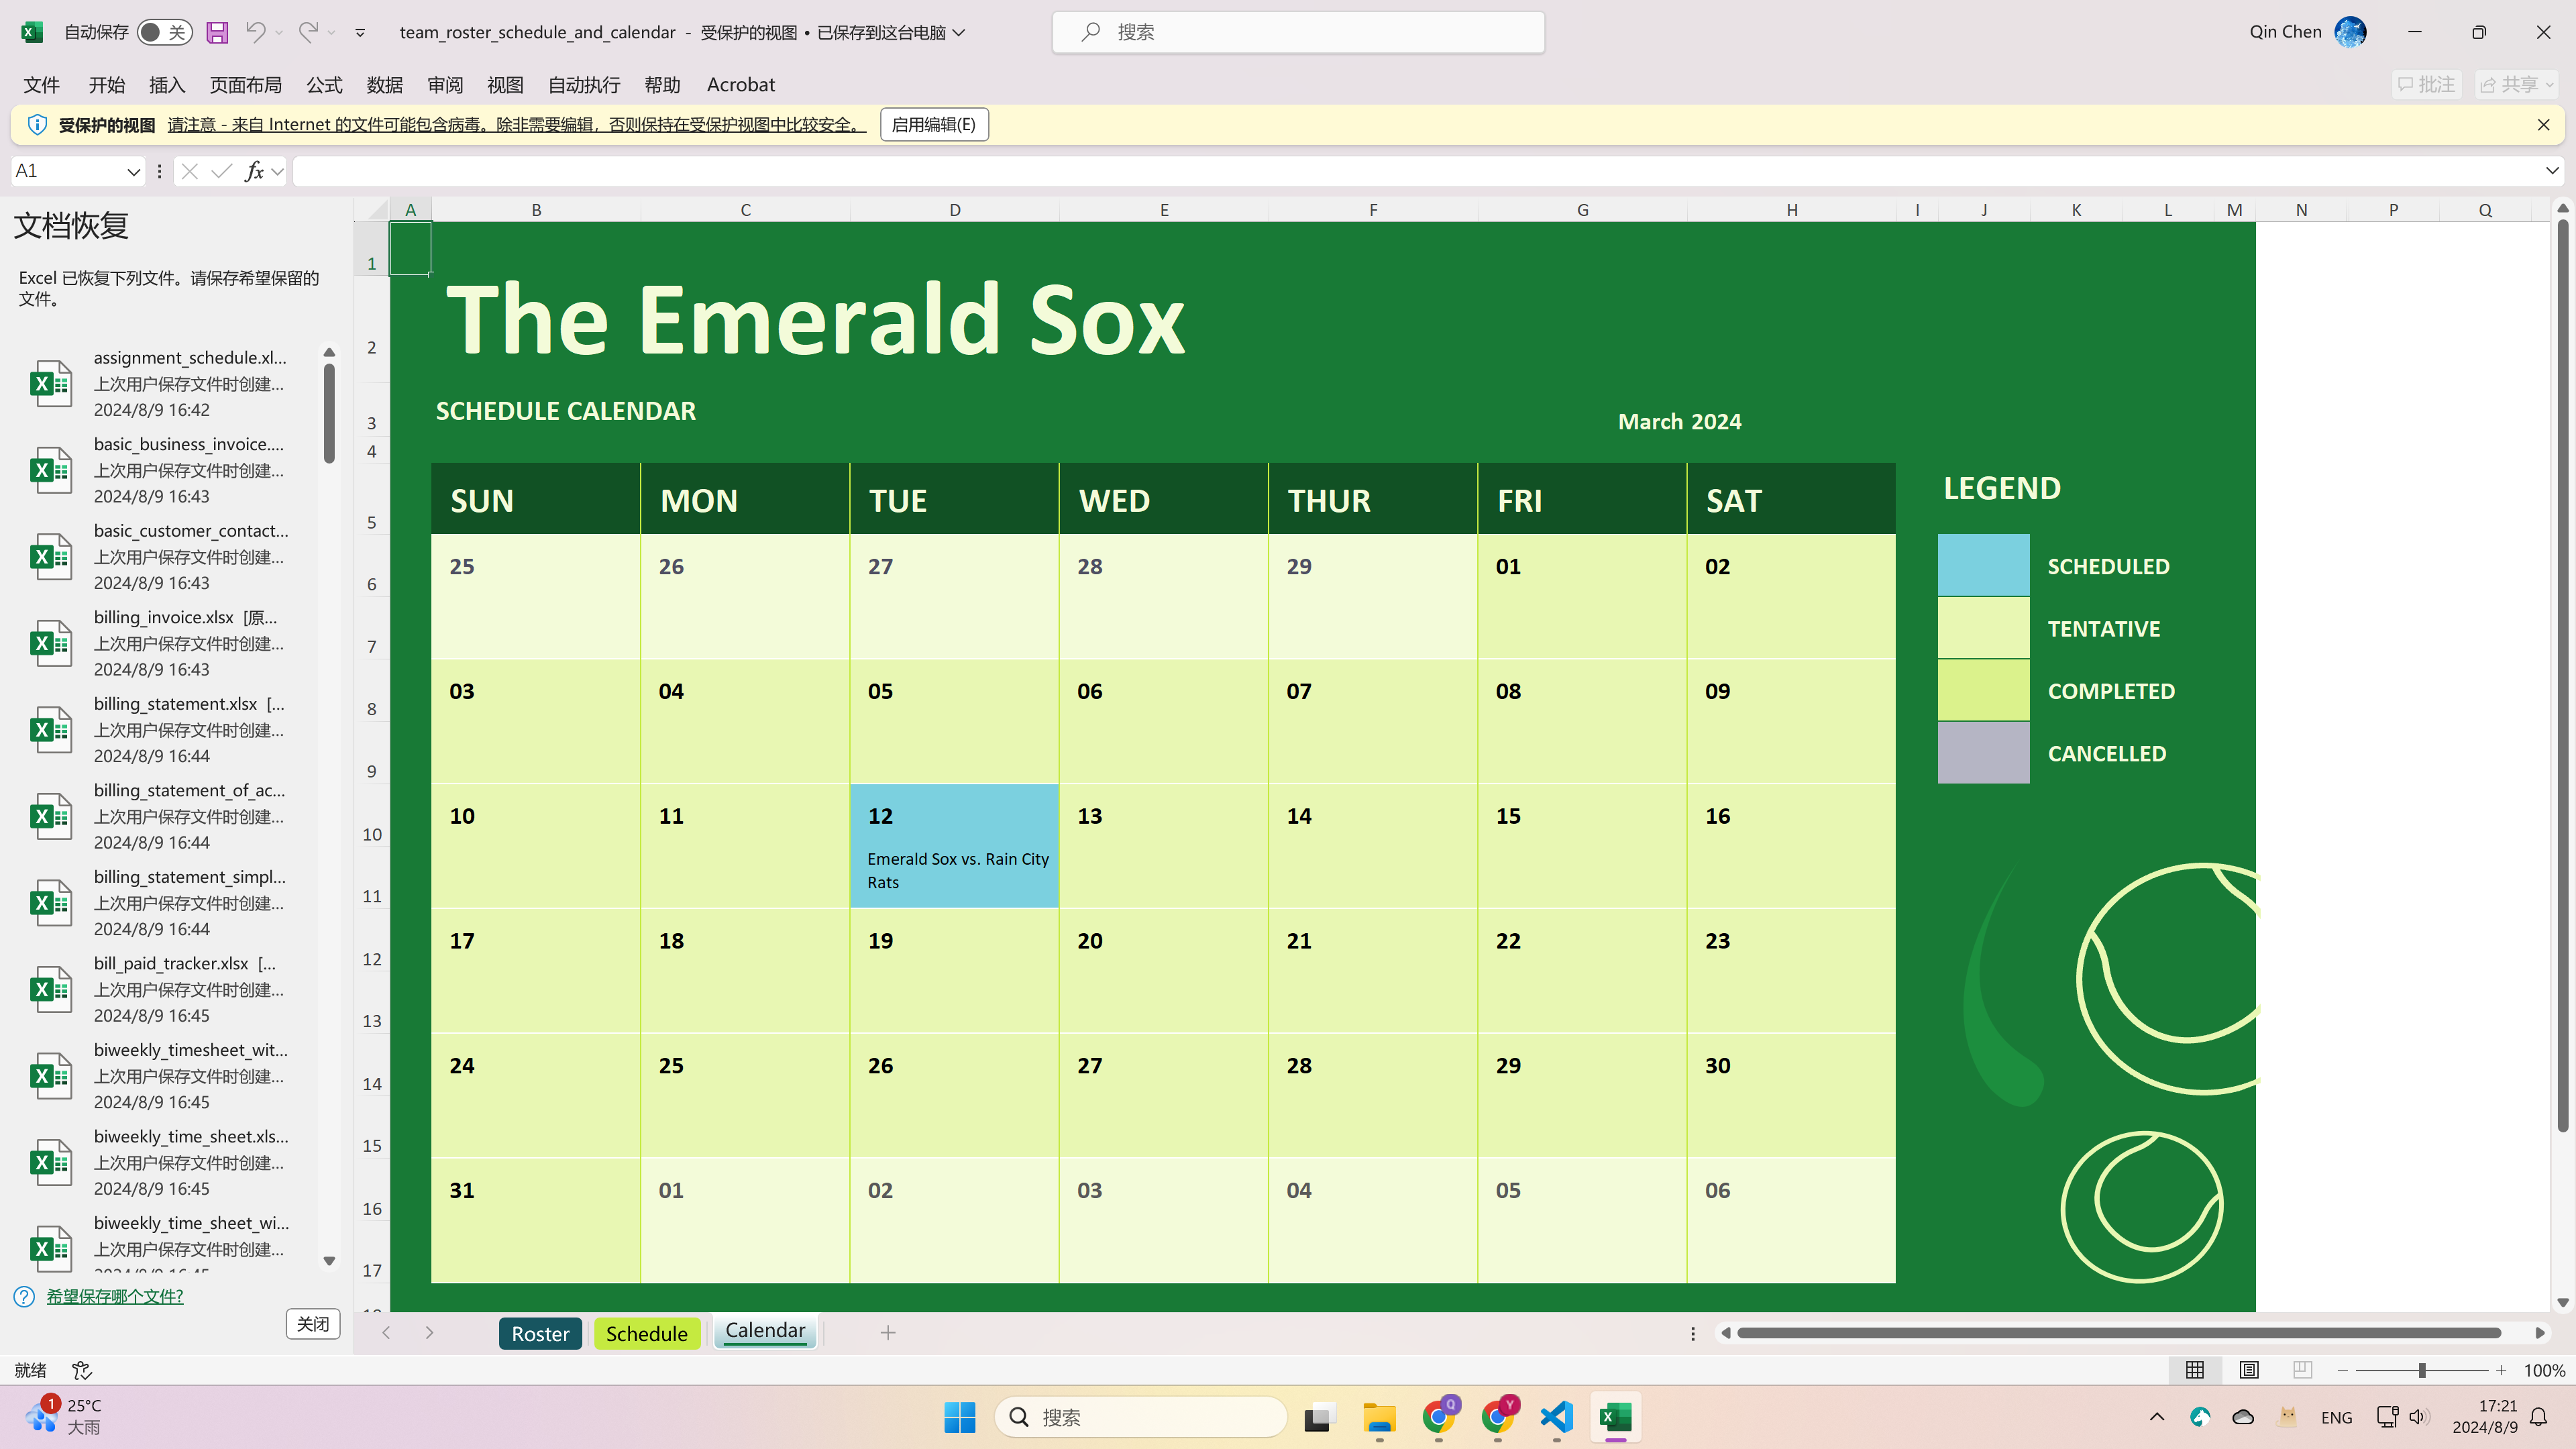 自动保存 关 team_roster_schedule_and_calendar - 受保护的视图 • 已保存到这台电脑 搜索 Qin Chen
文件 开始 插入 页面布局 公式 数据 审阅 视图 自动执行 帮助 Acrobat 批注 共享
受保护的视图 请注意 - 来自 Internet 的文件可能包含病毒。除非需要编辑，否则保持在受保护视图中比较安全。 启用编辑(E)
A1 fx
文档恢复
Excel 已恢复下列文件。请保存希望保留的
文件。
assignment_schedule.xl...
上次用户保存文件时创建...
2024/8/9 16:42
basic_business_invoice....
上次用户保存文件时创建...
2024/8/9 16:43
basic_customer_contact...
上次用户保存文件时创建...
2024/8/9 16:43
billing_invoice.xlsx [原...
上次用户保存文件时创建...
2024/8/9 16:43
billing_statement.xlsx [...
上次用户保存文件时创建...
2024/8/9 16:44
billing_statement_of_ac...
上次用户保存文件时创建...
2024/8/9 16:44
billing_statement_simpl...
上次用户保存文件时创建...
2024/8/9 16:44
bill_paid_tracker.xlsx [...
上次用户保存文件时创建...
2024/8/9 16:45
biweekly_timesheet_wit...
上次用户保存文件时创建...
2024/8/9 16:45
biweekly_time_sheet.xls...
上次用户保存文件时创建...
2024/8/9 16:45
biweekly_time_sheet_wi...
上次用户保存文件时创建...
希望保存哪个文件?
关闭
A B C D E F G H I J K L M N P Q
1
2
3
4
5
6
7
8
9
10
11
12
13
14
15
16
17
The Emerald Sox
SCHEDULE CALENDAR
March 2024
SUN MON TUE WED THUR FRI SAT
25 26 27 28 29 01 02
03 04 05 06 07 08 09
10 11 12 13 14 15 16
Emerald Sox vs. Rain City
Rats
17 18 19 20 21 22 23
24 25 26 27 28 29 30
31 01 02 03 04 05 06
LEGEND
SCHEDULED
TENTATIVE
COMPLETED
CANCELLED
Roster Schedule Calendar
就绪 100%
1 25°C
大雨
搜索
Q Y
ENG
17:21
2024/8/9